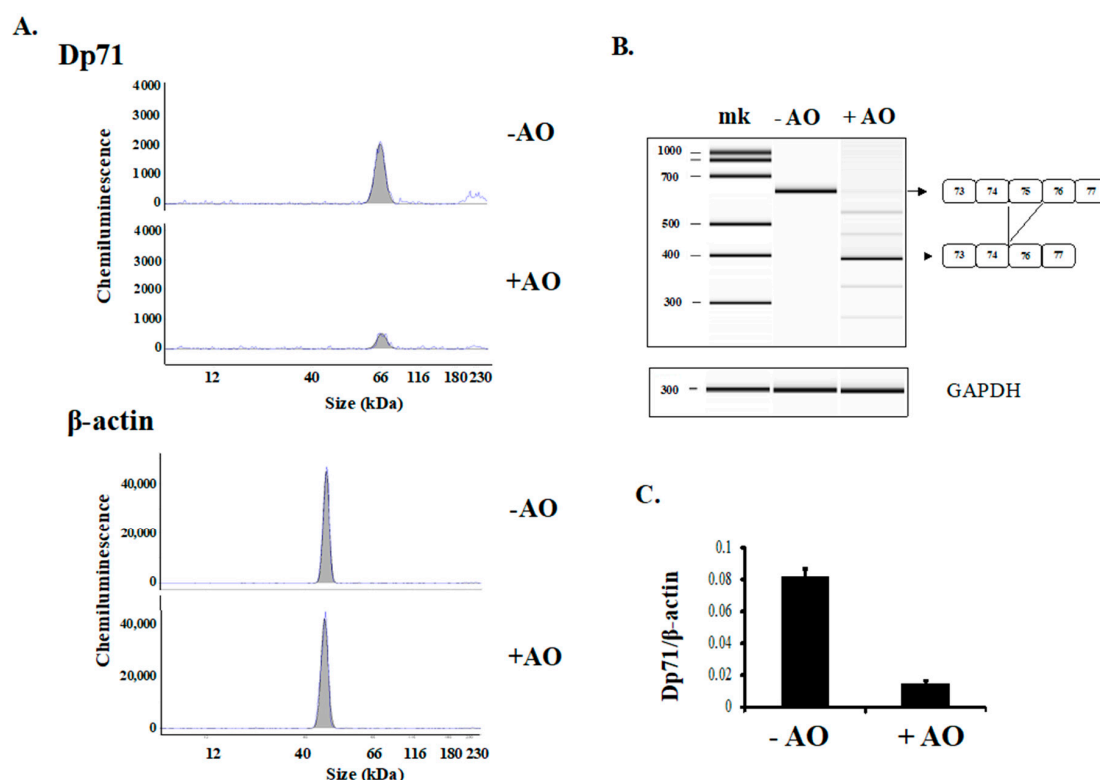 A.
Dp71
4000
3000
2000
1000
0
-AO
4000
3000
2000
1000
0
+AO
Chemiluminescence
12 40 66 116 180 230
Size (kDa)
β-actin
40,000
20,000
0
-AO
40,000
20,000
0
+AO
Chemiluminescence
12 40 66 116 180 230
Size (kDa)
B.
mk - AO + AO
1000
700
500
400
300
73 74 75 76 77
73 74 76 77
300
GAPDH
C.
0.1
0.08
0.06
0.04
0.02
0
Dp71/β-actin
- AO + AO